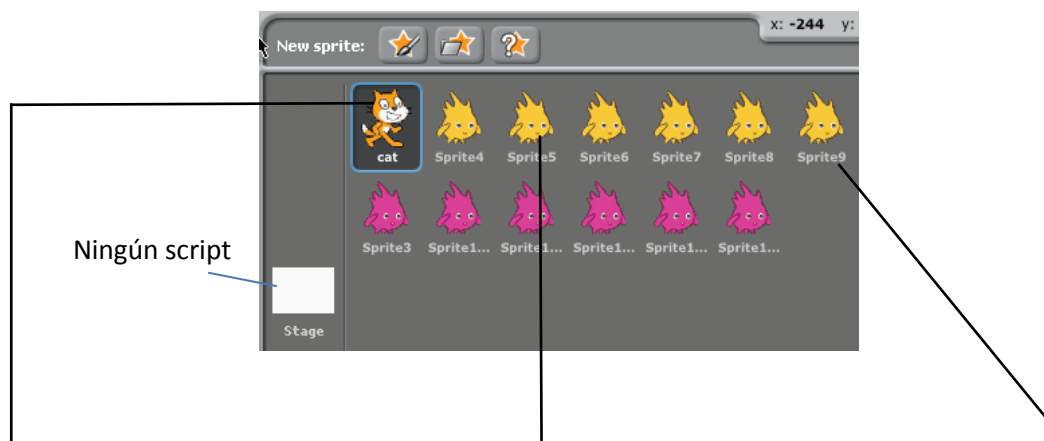 x: -244 y:
New sprite:
cat Sprite4 Sprite5 Sprite6 Sprite7 Sprite8 Sprite9
Sprite3 Sprite1... Sprite1... Sprite1... Sprite1... Sprite1...
Ningún script
Stage